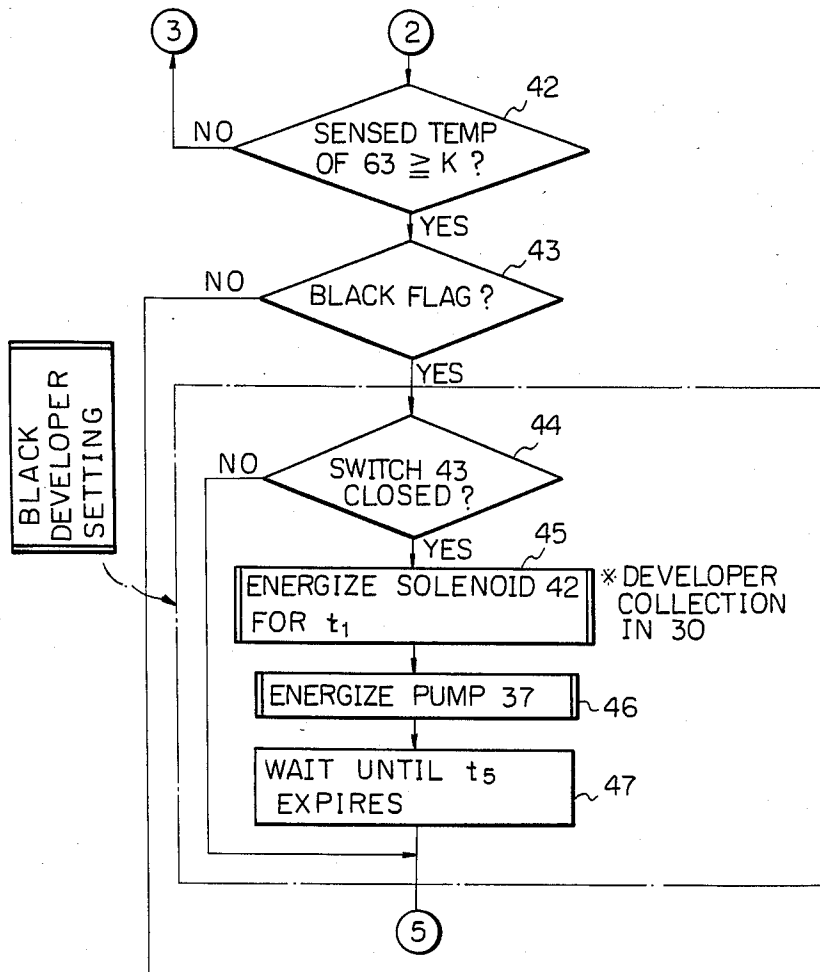 3
2
42
NO
SENSED TEMP
OF 63 ≧ K ?
YES
43
NO
BLACK FLAG ?
YES
BLACK
DEVELOPER
SETTING
44
NO
SWITCH 43
CLOSED ?
YES
45
ENERGIZE SOLENOID 42
FOR t₁
* DEVELOPER
COLLECTION
IN 30
ENERGIZE PUMP 37
46
WAIT UNTIL t₅
EXPIRES
47
5